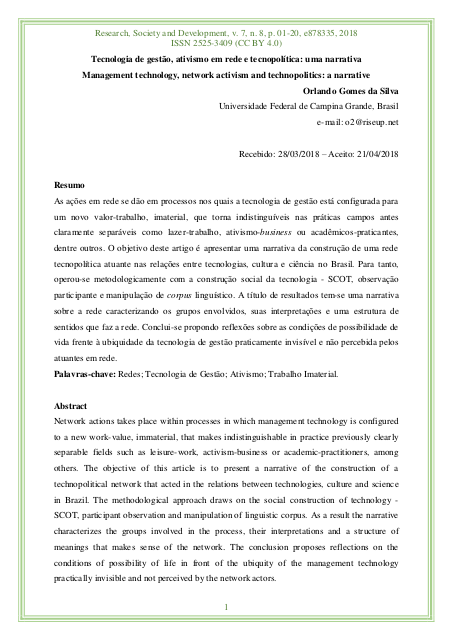 Research, Society and Development, v. 7, n. 8, p. 01-20, e878335, 2018
ISSN 2525-3409 (CC BY 4.0)
Tecnologia de gestão, ativismo em rede e tecnopolítica: uma narrativa
Management technology, network activism and technopolitics: a narrative
Orlando Gomes da Silva
Universidade Federal de Campina Grande, Brasil
e-mail: o2@riseup.net
Recebido: 28/03/2018 – Aceito: 21/04/2018
Resumo
As ações em rede se dão em processos nos quais a tecnologia de gestão está configurada para
um novo valor-trabalho, imaterial, que torna indistinguíveis nas práticas campos antes
claramente separáveis como lazer-trabalho, ativismo-business ou acadêmicos-praticantes,
dentre outros. O objetivo deste artigo é apresentar uma narrativa da construção de uma rede
tecnopolítica atuante nas relações entre tecnologias, cultura e ciência no Brasil. Para tanto,
operou-se metodologicamente com a construção social da tecnologia - SCOT, observação
participante e manipulação de corpus linguístico. A título de resultados tem-se uma narrativa
sobre a rede caracterizando os grupos envolvidos, suas interpretações e uma estrutura de
sentidos que faz a rede. Conclui-se propondo reflexões sobre as condições de possibilidade de
vida frente à ubiquidade da tecnologia de gestão praticamente invisível e não percebida pelos
atuantes em rede.
Palavras-chave: Redes; Tecnologia de Gestão; Ativismo; Trabalho Imaterial.
Abstract
Network actions takes place within processes in which management technology is configured
to a new work-value, immaterial, that makes indistinguishable in practice previously clearly
separable fields such as leisure-work, activism-business or academic-practitioners, among
others. The objective of this article is to present a narrative of the construction of a
technopolitical network that acted in the relations between technologies, culture and science
in Brazil. The methodological approach draws on the social construction of technology -
SCOT, participant observation and manipulation of linguistic corpus. As a result the narrative
characterizes the groups involved in the process, their interpretations and a structure of
meanings that makes sense of the network. The conclusion proposes reflections on the
conditions of possibility of life in front of the ubiquity of the management technology
practically invisible and not perceived by the network actors.
1